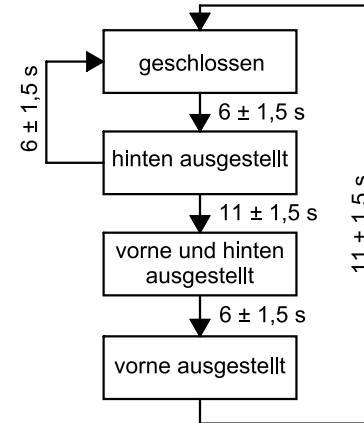 geschlossen
6 ± 1,5 s
6 ± 1,5 s
hinten ausgestellt
11 ± 1,5 s
vorne und hinten
ausgestellt
11 ± 1,5 s
6 ± 1,5 s
vorne ausgestellt